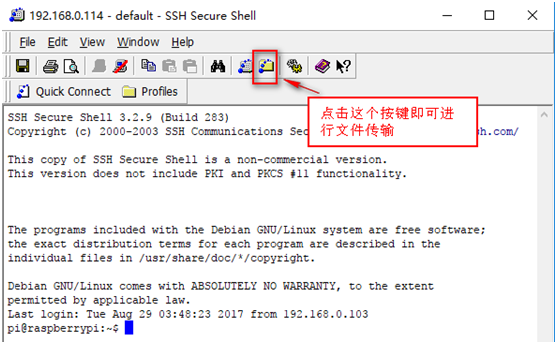 192.168.0.114 - default - SSH Secure Shell
File Edit View Window Help
Quick Connect Profiles
点击这个按键即可进
行文件传输
SSH Secure Shell 3.2.9 (Build 283)
Copyright (c) 2000-2003 SSH Communications Sec sh.com/
This copy of SSH Secure Shell is a non-commercial version.
This version does not include PKI and PKCS #11 functionality.
The programs included with the Debian GNU/Linux system are free software;
the exact distribution terms for each program are described in the
individual files in /usr/share/doc/*/copyright.
Debian GNU/Linux comes with ABSOLUTELY NO WARRANTY, to the extent
permitted by applicable law.
Last login: Tue Aug 29 03:48:23 2017 from 192.168.0.103
pi@raspberrypi:~$